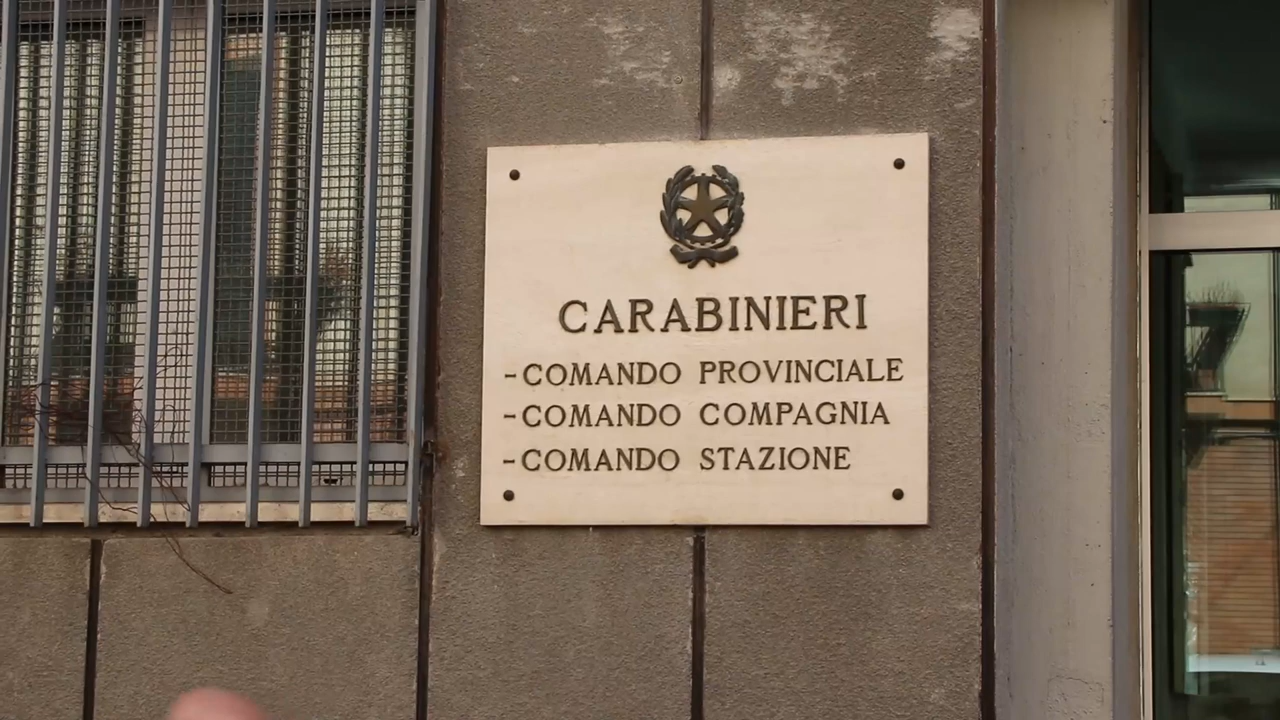 CARABINIERI
-COMANDO PROVINCIALE
-COMANDO COMPAGNIA
-COMANDO STAZIONE